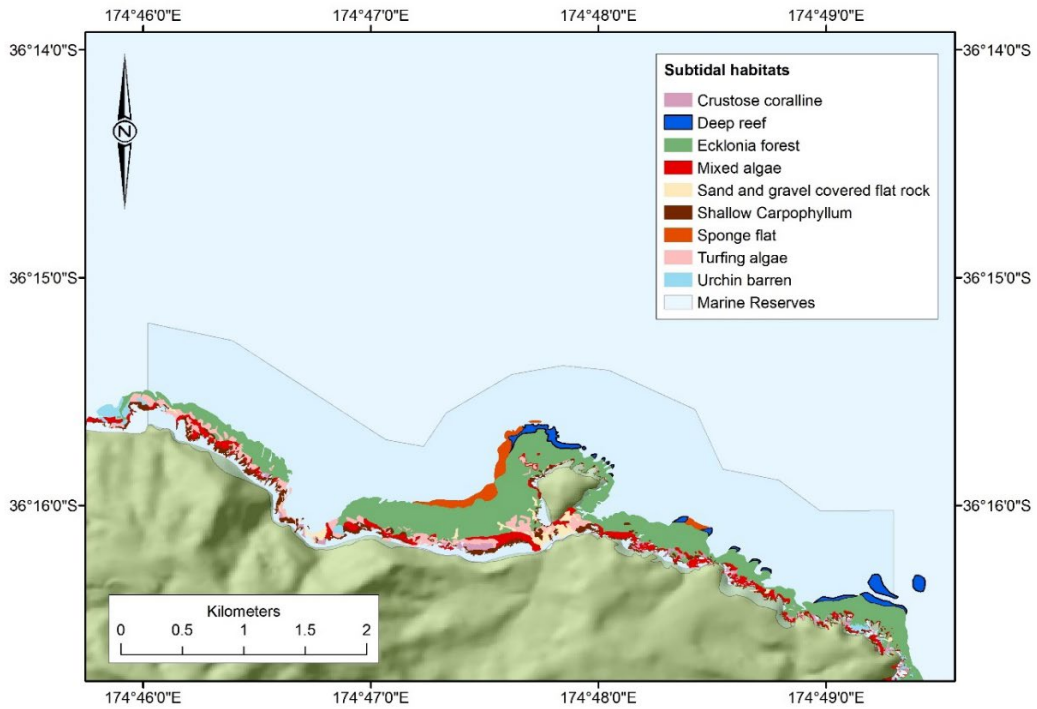 174°46'0"E 174°47'0"E 174°48'0"E 174°49'0"E
36°14'0"S 36°14'0"S
Subtidal habitats
Crustose coralline
Deep reef
Ecklonia forest
Mixed algae
Sand and gravel covered flat rock
Shallow Carpophyllum
Sponge flat
Turfing algae
Urchin barren
Marine Reserves
N
36°15'0"S 36°15'0"S
36°16'0"S 36°16'0"S
Kilometers
0 0.5 1 1.5 2
174°46'0"E 174°47'0"E 174°48'0"E 174°49'0"E